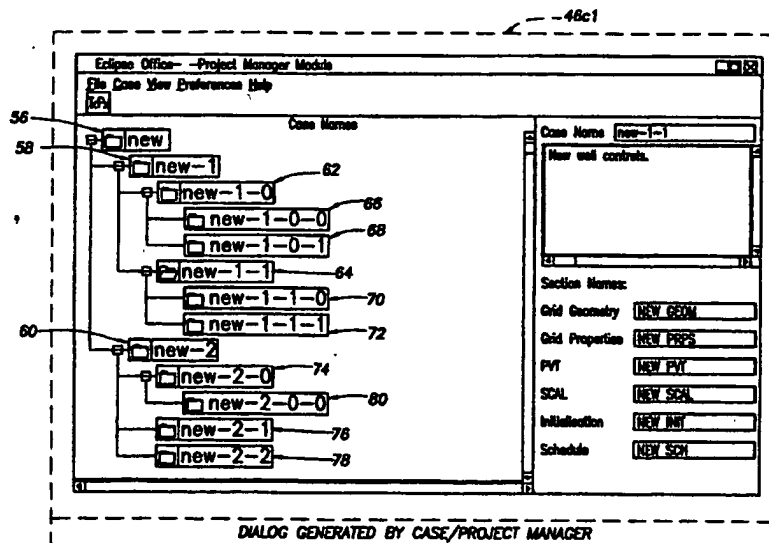 46c1
Eclipse Office- -Project Manager Module
File Case View Preferences Help
Case Names
56
new
58
new-1
62
new-1-0
66
new-1-0-0
68
new-1-0-1
new-1-1
64
new-1-1-0
70
new-1-1-1
72
60
new-2
74
new-2-0
80
new-2-0-0
new-2-1
76
new-2-2
78
Case Name new-1-1
New well controls.
Section Names:
Grid Geometry NEW GEOM
Grid Properties NEW PRPS
PVT NEW PVT
SCAL NEW SCAL
Initialisation NEW INIT
Schedule NEW SCH
DIALOG GENERATED BY CASE/PROJECT MANAGER